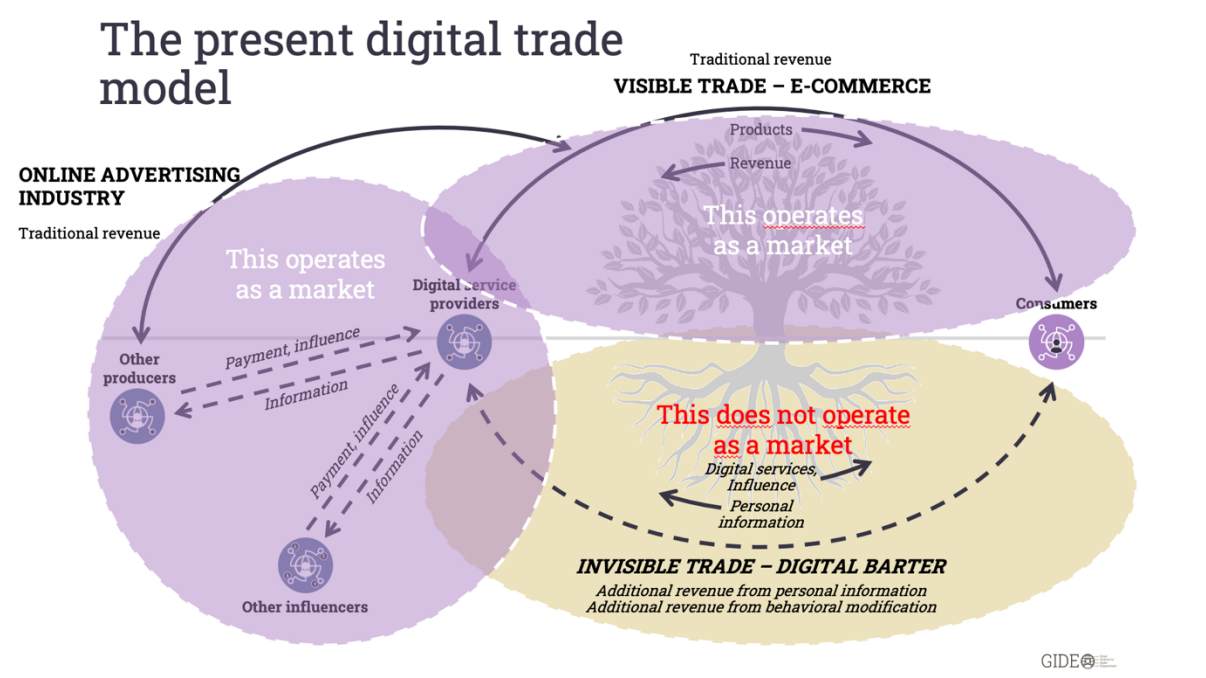 The present digital trade
model
Traditional revenue
VISIBLE TRADE – E-COMMERCE
Products
Revenue
ONLINE ADVERTISING
INDUSTRY
Traditional revenue
This operates
as a market
This operates
as a market
Digital service
providers
Consumers
Other
producers
Payment, influence
Information
Payment, influence
Information
Other influencers
This does not operate
as a market
Digital services,
Influence
Personal
information
INVISIBLE TRADE – DIGITAL BARTER
Additional revenue from personal information
Additional revenue from behavioral modification
GIDE